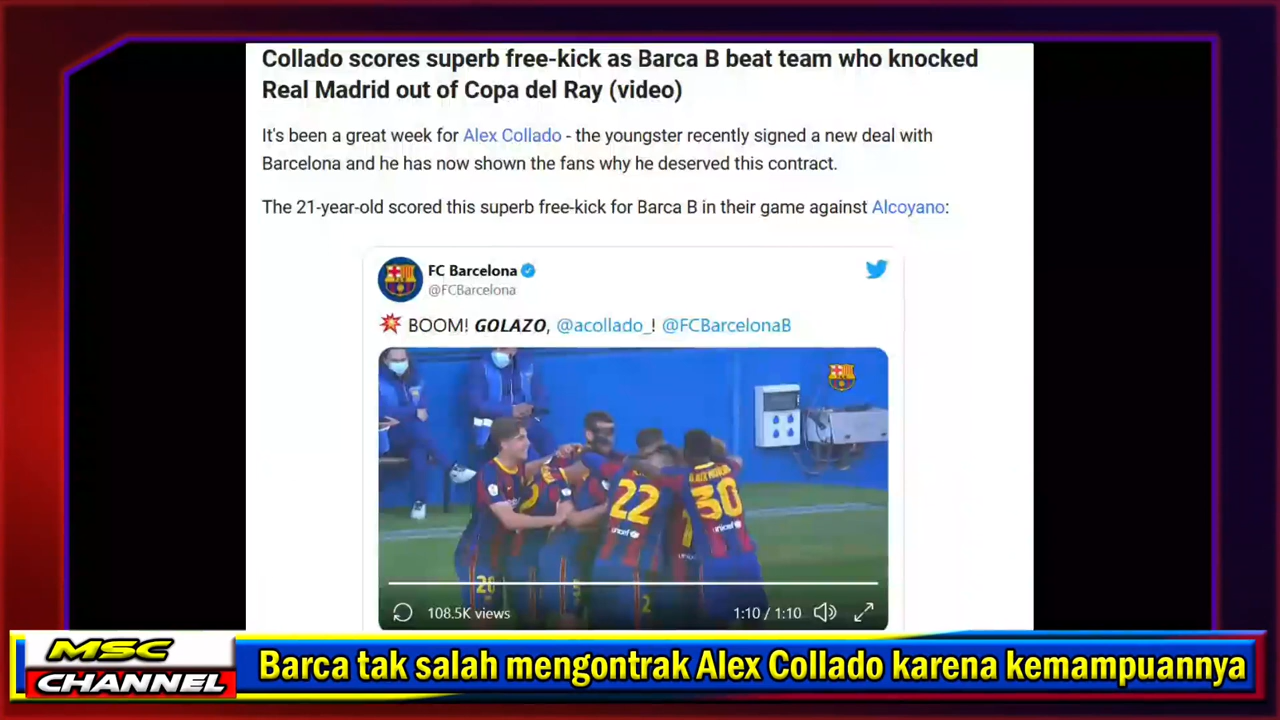 Collado scores superb free-kick as Barca B beat team who knocked
Real Madrid out of Copa del Ray (video)
It's been a great week for Alex Collado - the youngster recently signed a new deal with
Barcelona and he has now shown the fans why he deserved this contract.
The 21-year-old scored this superb free-kick for Barca B in their game against Alcoyano:
FC Barcelona
@FCBarcelona
💥 BOOM! GOLAZO, @acollado_! @FCBarcelonaB
22
30
unicef
unicef
28
2
108.5K views
1:10 / 1:10
MSC
CHANNEL
Barca tak salah mengontrak Alex Collado karena kemampuannya